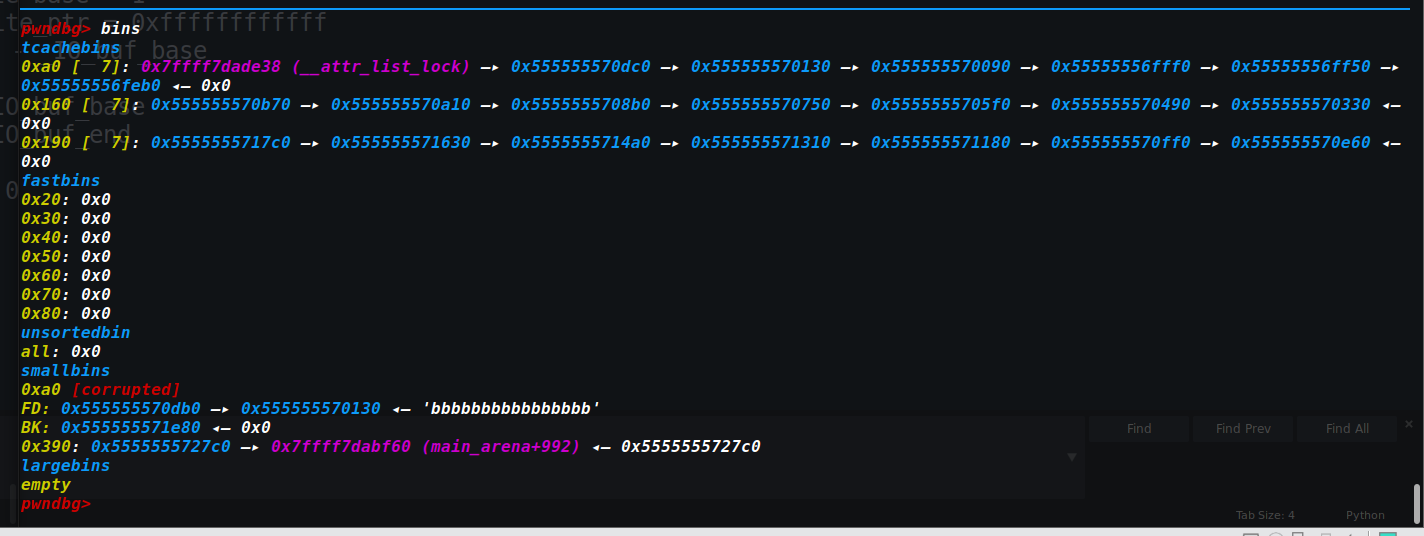 ite_ptr = 0xffffffffffff
pwndbg> bins
IO_buf_base
tcachebins
0xa0 [  7]: 0x7ffff7dade38 (__attr_list_lock) —▸ 0x555555570dc0 —▸ 0x555555570130 —▸ 0x555555570090 —▸ 0x55555556fff0 —▸ 0x55555556ff50 —▸
0x55555556feb0 ◂— 0x0
0x160 [  7]: 0x555555570b70 —▸ 0x555555570a10 —▸ 0x5555555708b0 —▸ 0x555555570750 —▸ 0x5555555705f0 —▸ 0x555555570490 —▸ 0x555555570330 ◂—
0x0
0x190 [  7]: 0x5555555717c0 —▸ 0x555555571630 —▸ 0x5555555714a0 —▸ 0x555555571310 —▸ 0x555555571180 —▸ 0x555555570ff0 —▸ 0x555555570e60 ◂—
0x0
fastbins
0x20: 0x0
0x30: 0x0
0x40: 0x0
0x50: 0x0
0x60: 0x0
0x70: 0x0
0x80: 0x0
unsortedbin
all: 0x0
smallbins
0xa0 [corrupted]
FD: 0x555555570db0 —▸ 0x555555570130 ◂— 'bbbbbbbbbbbbbbbb'
BK: 0x555555571e80 ◂— 0x0
0x390: 0x5555555727c0 —▸ 0x7ffff7dabf60 (main_arena+992) ◂— 0x5555555727c0
largebins
empty
pwndbg>
Find Find Prev Find All
Tab Size: 4 Python